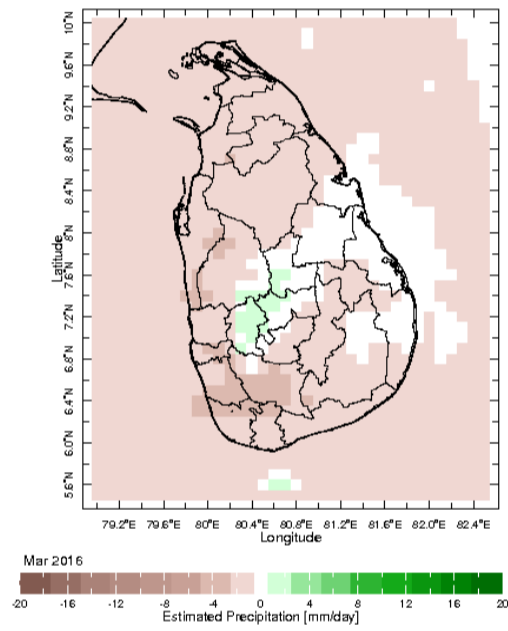 10°N
9.6°N
9.2°N
8.8°N
8.4°N
8°N
7.6°N
7.2°N
6.8°N
6.4°N
6.0°N
5.6°N
Latitude
79.2°E 79.6°E 80°E 80.4°E 80.8°E 81.2°E 81.6°E 82.0°E 82.4°E
Longitude
Mar 2016
-20 -16 -12 -8 -4 0 4 8 12 16 20
Estimated Precipitation [mm/day]